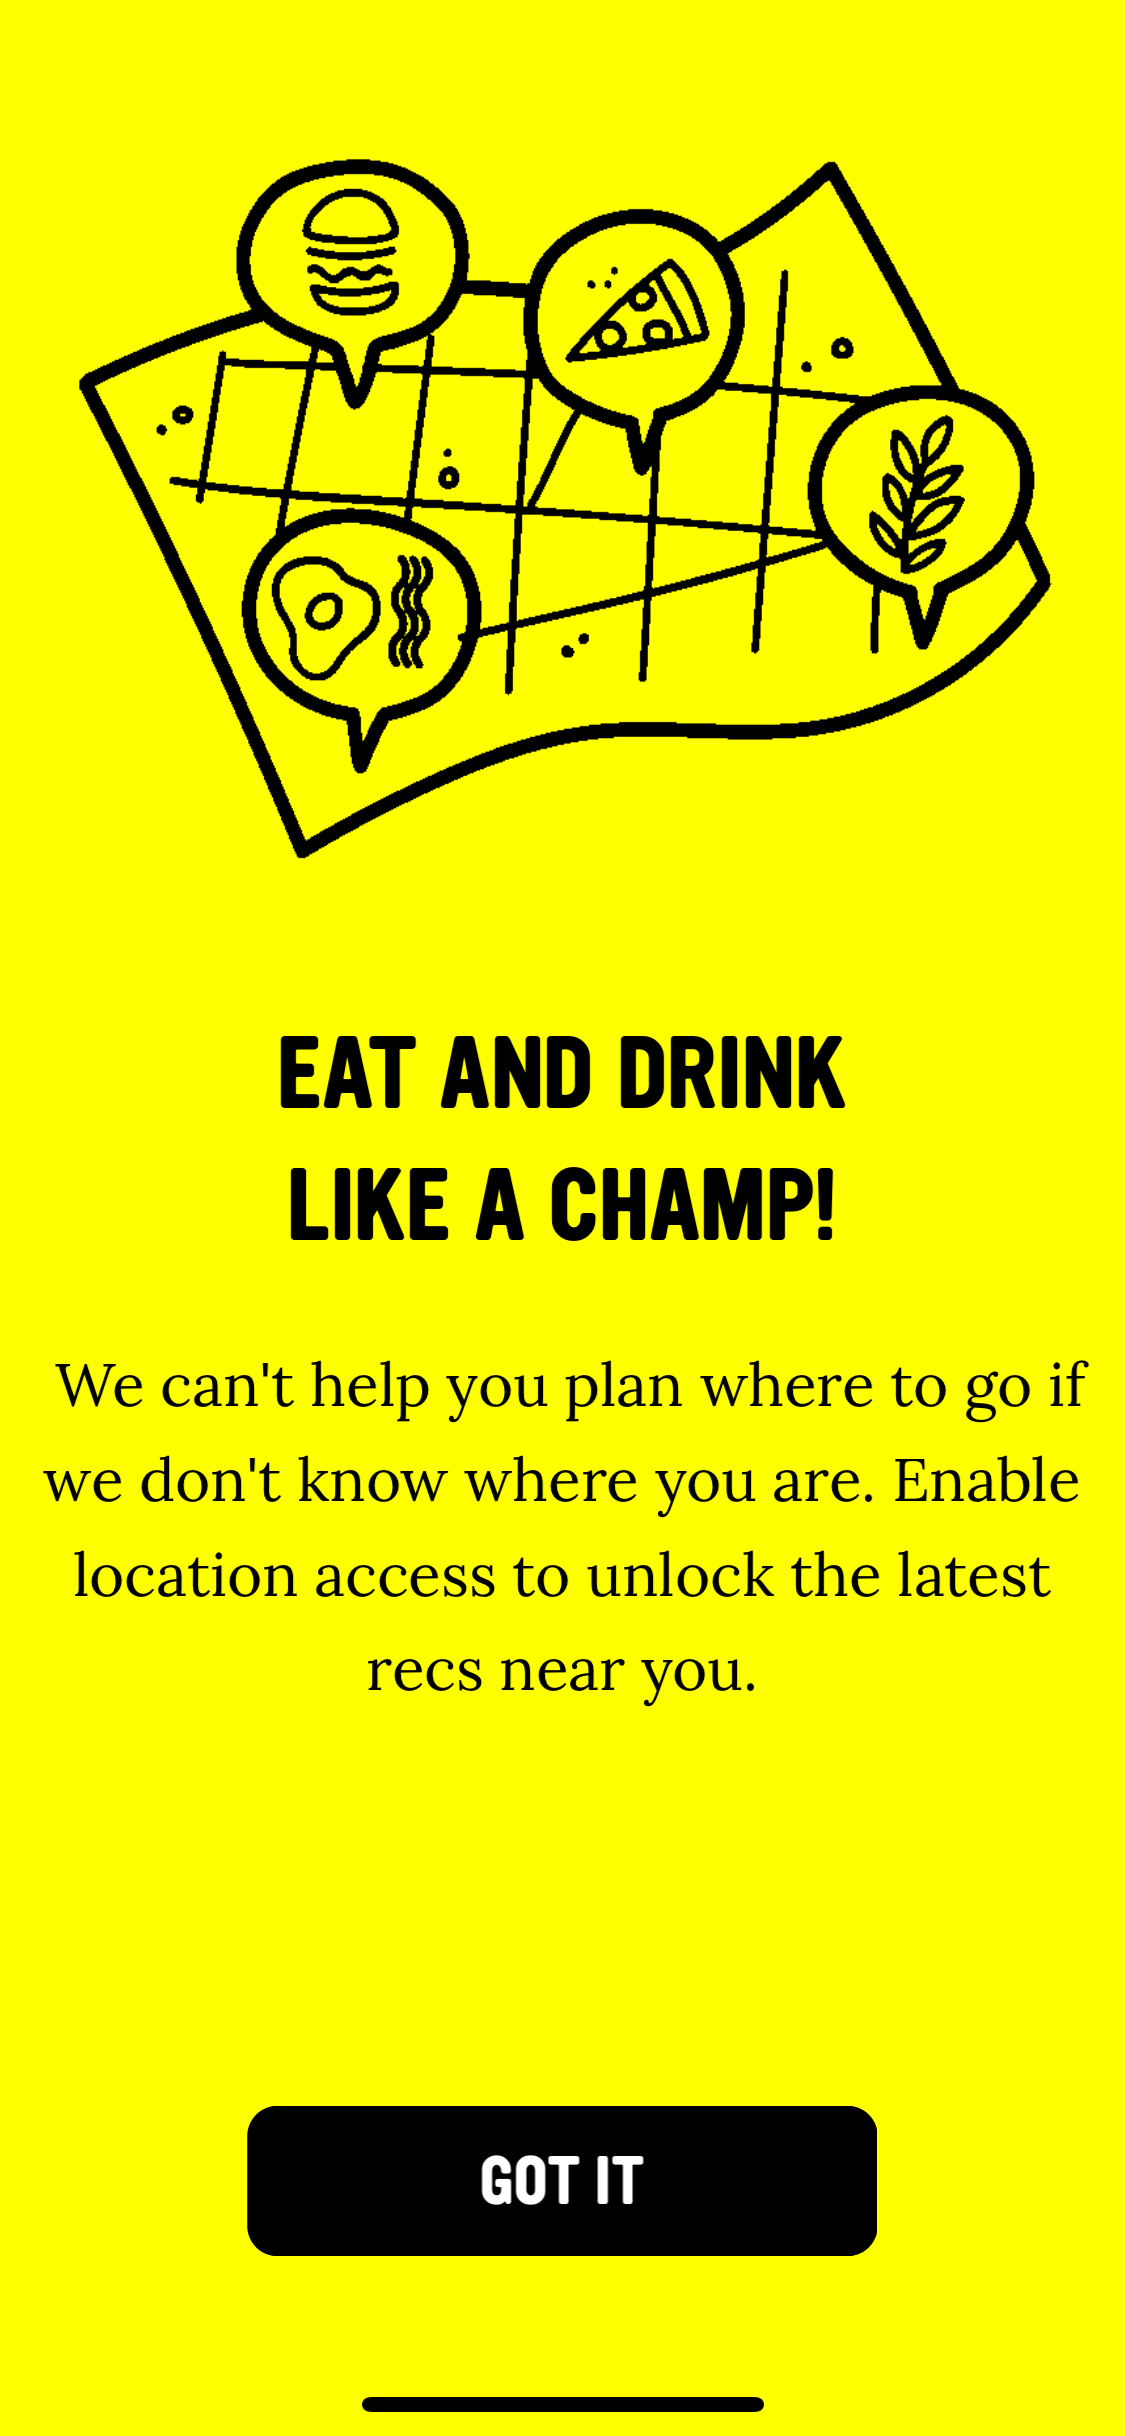 EAT AND DRINK
LIKE A CHAMP!
We can't help you plan where to go if
we don't know where you are. Enable
location access to unlock the latest
recs near you.
GOT IT